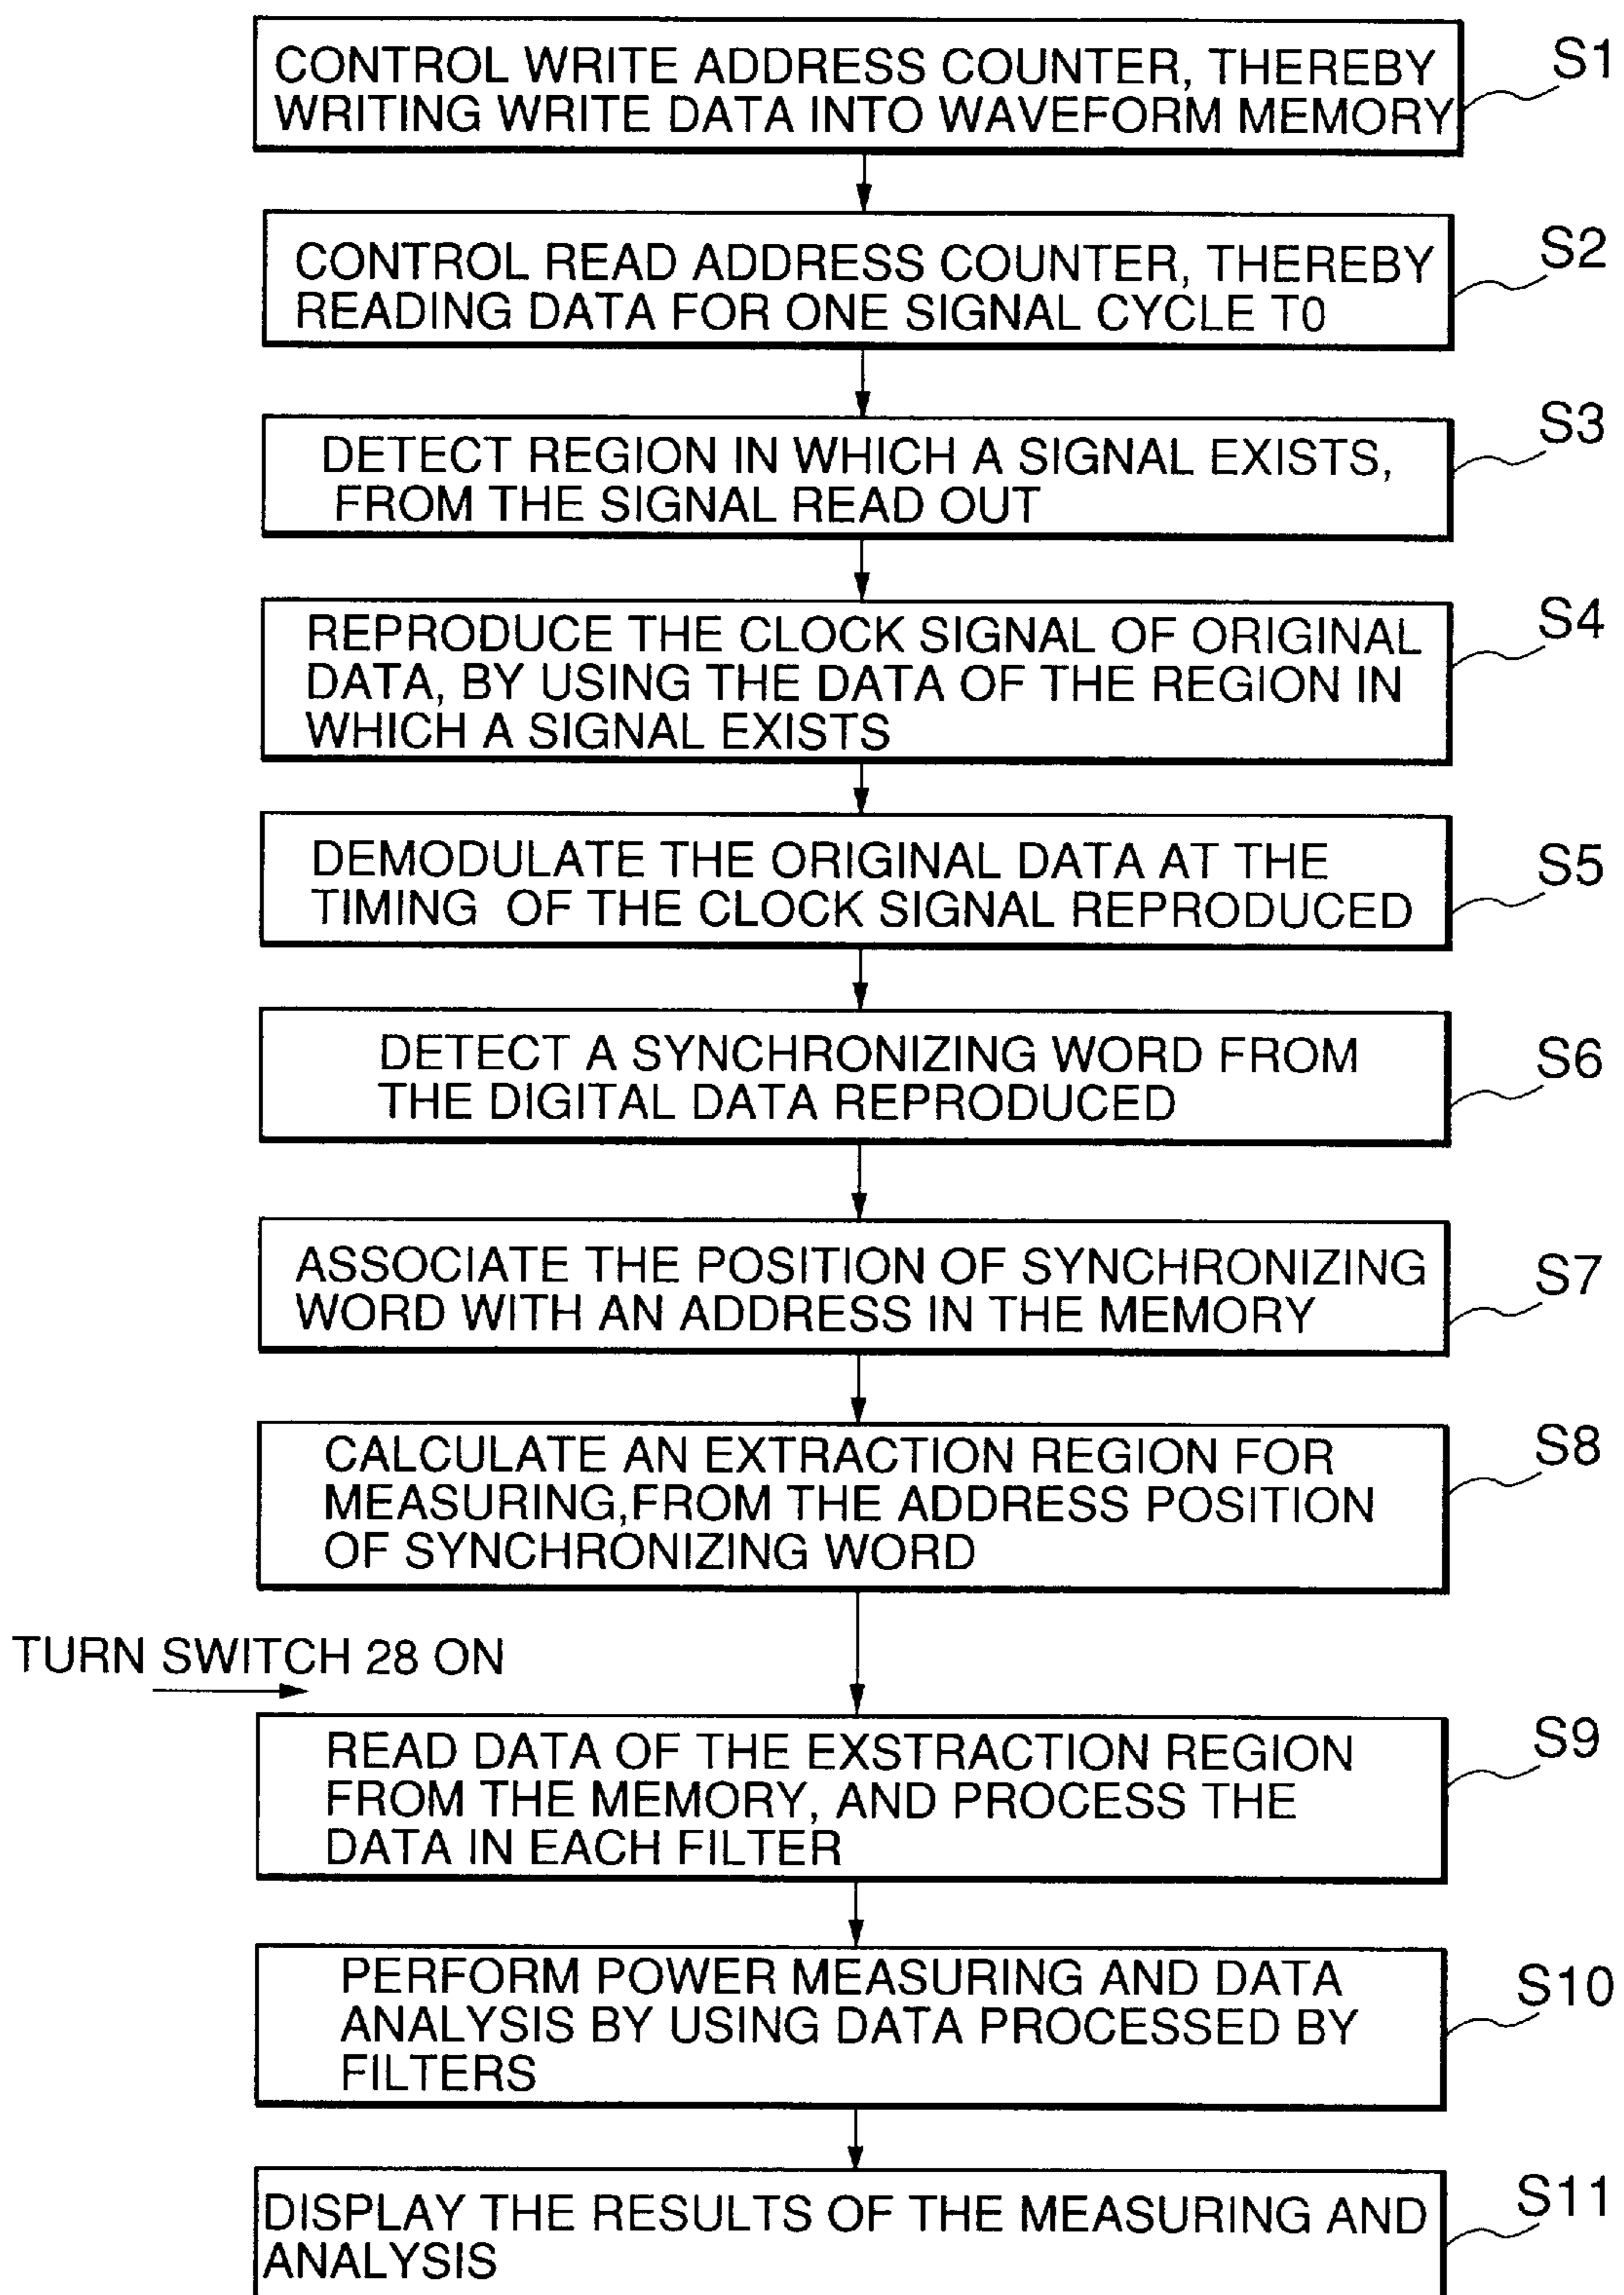 CONTROL WRITE ADDRESS COUNTER, THEREBY
WRITING WRITE DATA INTO WAVEFORM MEMORY
S1
CONTROL READ ADDRESS COUNTER, THEREBY
READING DATA FOR ONE SIGNAL CYCLE T0
S2
DETECT REGION IN WHICH A SIGNAL EXISTS,
FROM THE SIGNAL READ OUT
S3
REPRODUCE THE CLOCK SIGNAL OF ORIGINAL
DATA, BY USING THE DATA OF THE REGION IN
WHICH A SIGNAL EXISTS
S4
DEMODULATE THE ORIGINAL DATA AT THE
TIMING OF THE CLOCK SIGNAL REPRODUCED
S5
DETECT A SYNCHRONIZING WORD FROM
THE DIGITAL DATA REPRODUCED
S6
ASSOCIATE THE POSITION OF SYNCHRONIZING
WORD WITH AN ADDRESS IN THE MEMORY
S7
CALCULATE AN EXTRACTION REGION FOR
MEASURING,FROM THE ADDRESS POSITION
OF SYNCHRONIZING WORD
S8
TURN SWITCH 28 ON
READ DATA OF THE EXSTRACTION REGION
FROM THE MEMORY, AND PROCESS THE
DATA IN EACH FILTER
S9
PERFORM POWER MEASURING AND DATA
ANALYSIS BY USING DATA PROCESSED BY
FILTERS
S10
DISPLAY THE RESULTS OF THE MEASURING AND
ANALYSIS
S11